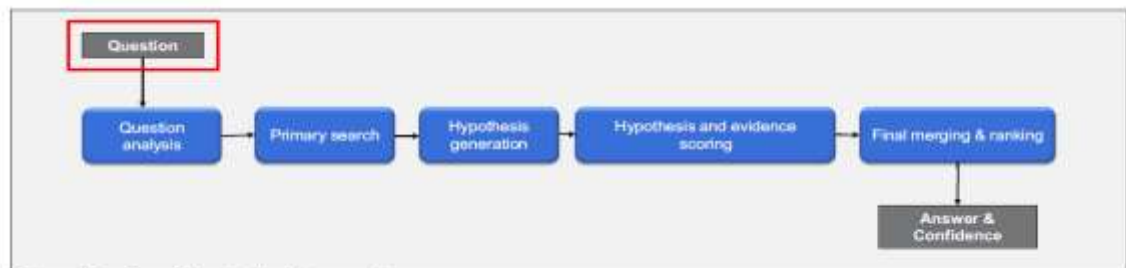 Question
Question
analysis
Primary search
Hypothesis
generation
Hypothesis and evidence
scoring
Final merging & ranking
Answer &
Confidence